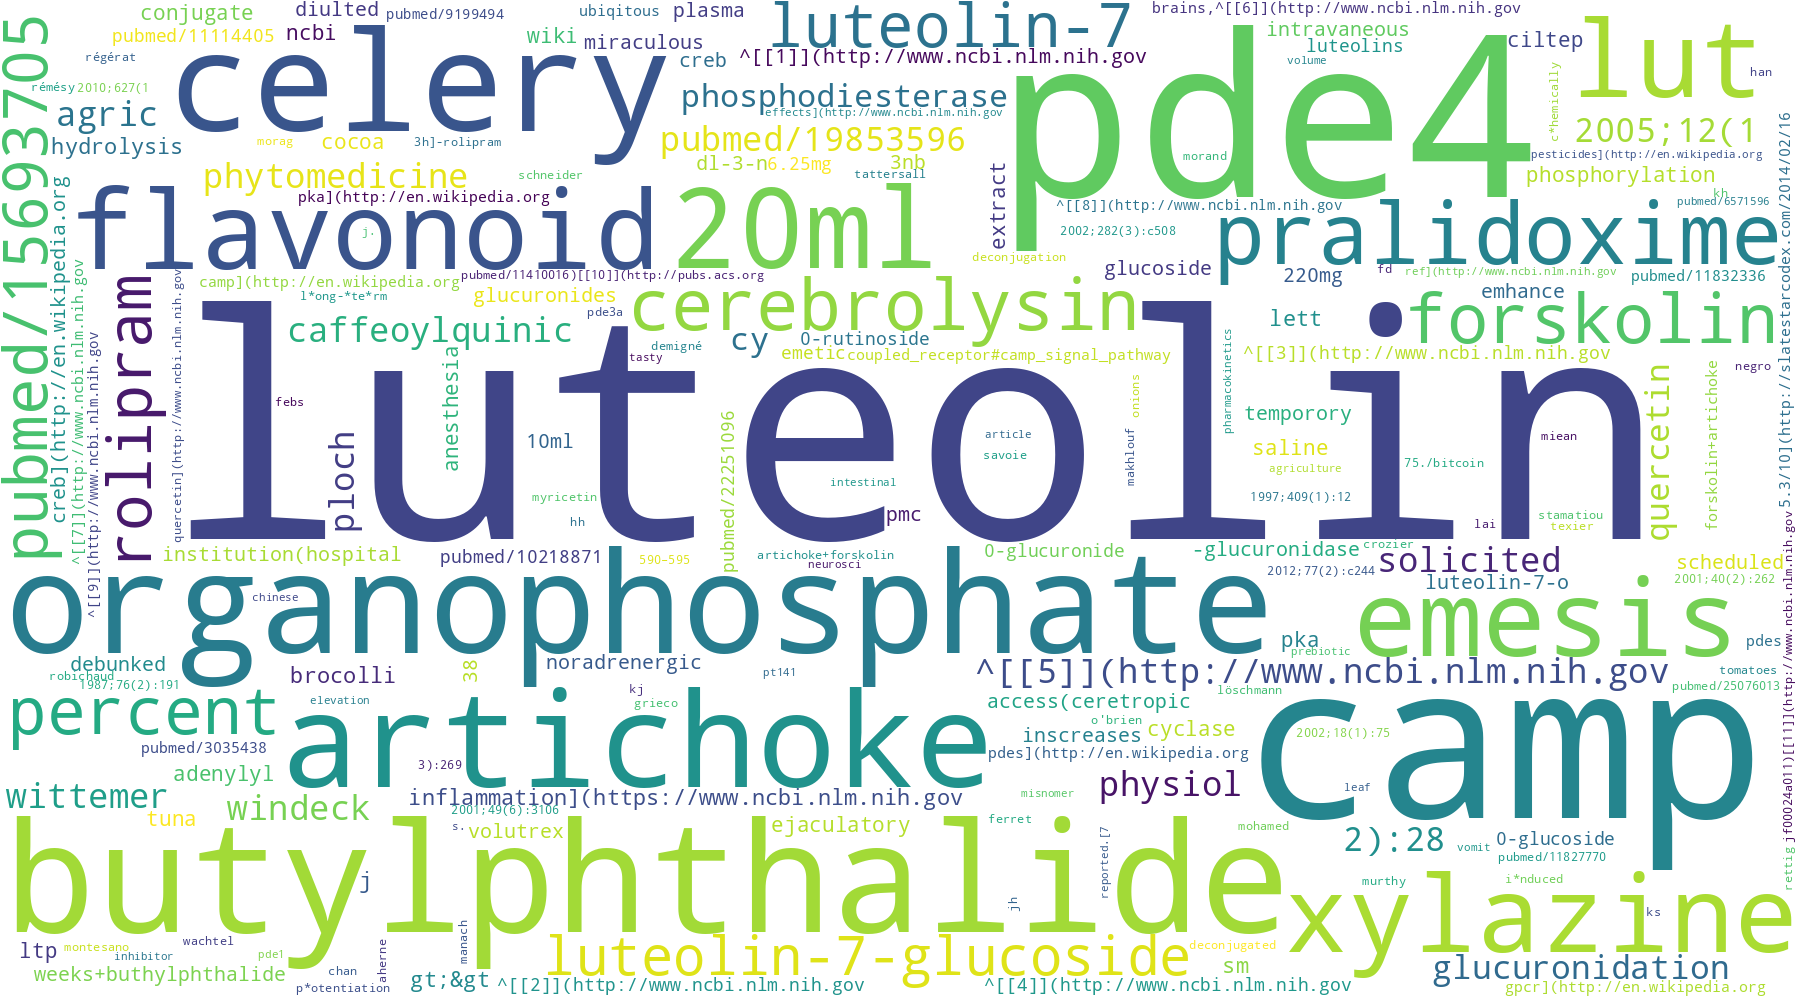 conjugate
diulted
pubmed/9199494
ubiqitous
plasma
luteolin-7
brains,^[[6]](http://www.ncbi.nlm.nih.gov
pubmed/11114405
ncbi
wiki
miraculous
intravaneous
ciltep
lut
régérat
celery
creb
^[[1]](http://www.ncbi.nlm.nih.gov
luteolins
volume
han
rémésy
2010;627(1
phosphodiesterase
pde4
c*hemically
agric
effects](http://www.ncbi.nlm.nih.gov
2005;12(1
hydrolysis
morag
cocoa
3h]-rolipram
pubmed/19853596
morand
pesticides](http://en.wikipedia.org
pubmed/15693705
phytomedicine
schneider
dl-3-n
6.25mg
3nb
tattersall
extract
phosphorylation
creb](http://en.wikipedia.org
pka](http://en.wikipedia.org
^[[8]](http://www.ncbi.nlm.nih.gov
kh
pubmed/6571596
flavonoid
j.
20ml
2002;282(3):c508
pralidoxime
deconjugation
camp](http://en.wikipedia.org
pubmed/11410016)[[10]](http://pubs.acs.org
glucoside
220mg
fd
ref](http://www.ncbi.nlm.nih.gov
pubmed/11832336
l*ong-*te*rm
glucuronides
cerebrolysin
emhance
rolipram
pde3a
lett
forskolin
caffeoylquinic
demigné
cy
O-rutinoside
tasty
emetic
coupled_receptor#camp_signal_pathway
^[[3]](http://www.ncbi.nlm.nih.gov
negro
^[[7]](http://www.ncbi.nlm.nih.gov
^[[9]](http://www.ncbi.nlm.nih.gov
quercetin](http://www.ncbi.nlm.nih.gov
luteolin
febs
anesthesia
onions
pharmacokinetics
temporory
quercetin
forskolin+artichoke
5.3/10](http://slatestarcodex.com/2014/02/16
ploch
10ml
article
savoie
makhlouf
saline
miean
agriculture
75./bitcoin
pubmed/22251096
myricetin
intestinal
1997;409(1):12
hh
pmc
lai
stamatiou
texier
institution(hospital
pubmed/10218871
590–595
artichoke+forskolin
neurosci
O-glucuronide
-glucuronidase
crozier
solicited
scheduled
2012;77(2):c244
luteolin-7-o
2001;40(2):262
chinese
organophosphate
emesis
pka
prebiotic
pdes
debunked
robichaud
1987;76(2):191
brocolli
38
noradrenergic
pt141
^[[5]](http://www.ncbi.nlm.nih.gov
tomatoes
pubmed/25076013
percent
elevation
kj
grieco
artichoke
access(ceretropic
löschmann
camp
o'brien
inscreases
cyclase
2002;18(1):75
pubmed/3035438
pdes](http://en.wikipedia.org
adenylyl
3):269
physiol
wittemer
windeck
inflammation](https://www.ncbi.nlm.nih.gov
misnomer
leaf
jf00024a011)[[11]](http://www.ncbi.nlm.nih.gov
tuna
2001;49(6):3106
s.
volutrex
ejaculatory
ferret
mohamed
2):28
O-glucoside
vomit
pubmed/11827770
butylphthalide
j
reported.[7
murthy
i*nduced
rettig
xylazine
jh
ks
ltp
montesano
wachtel
inhibitor
pde1
aherne
manach
luteolin-7-glucoside
deconjugated
sm
glucuronidation
weeks+buthylphthalide
chan
p*otentiation
gt;&gt
^[[2]](http://www.ncbi.nlm.nih.gov
^[[4]](http://www.ncbi.nlm.nih.gov
gpcr](http://en.wikipedia.org